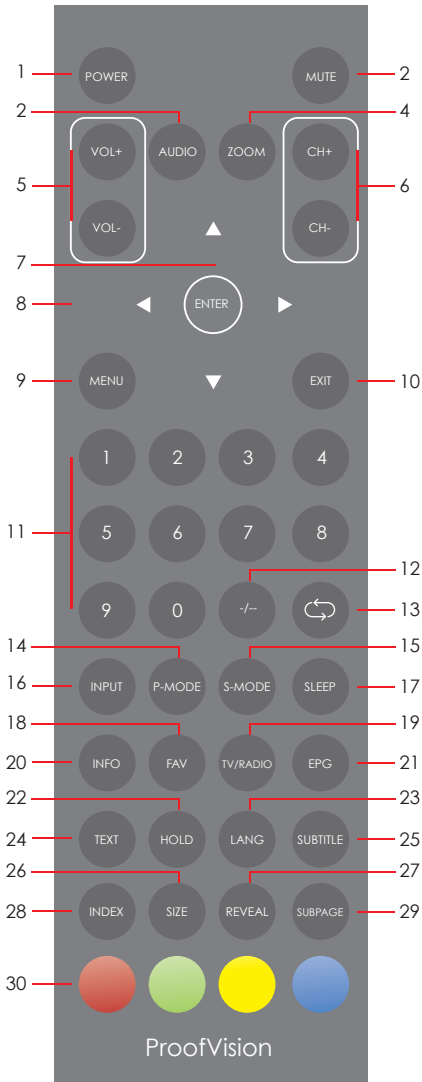 1 POWER MUTE 2
2 AUDIO ZOOM 4
5 VOL+ CH+ 6
VOL- CH-
7
8 ENTER
9 MENU EXIT 10
1 2 3 4
11 5 6 7 8
12
9 0 -/-- 13
14 15
16 INPUT P-MODE S-MODE SLEEP 17
18 19
20 INFO FAV TV/RADIO EPG 21
22 23
24 TEXT HOLD LANG SUBTITLE 25
26 27
28 INDEX SIZE REVEAL SUBPAGE 29
30
ProofVision